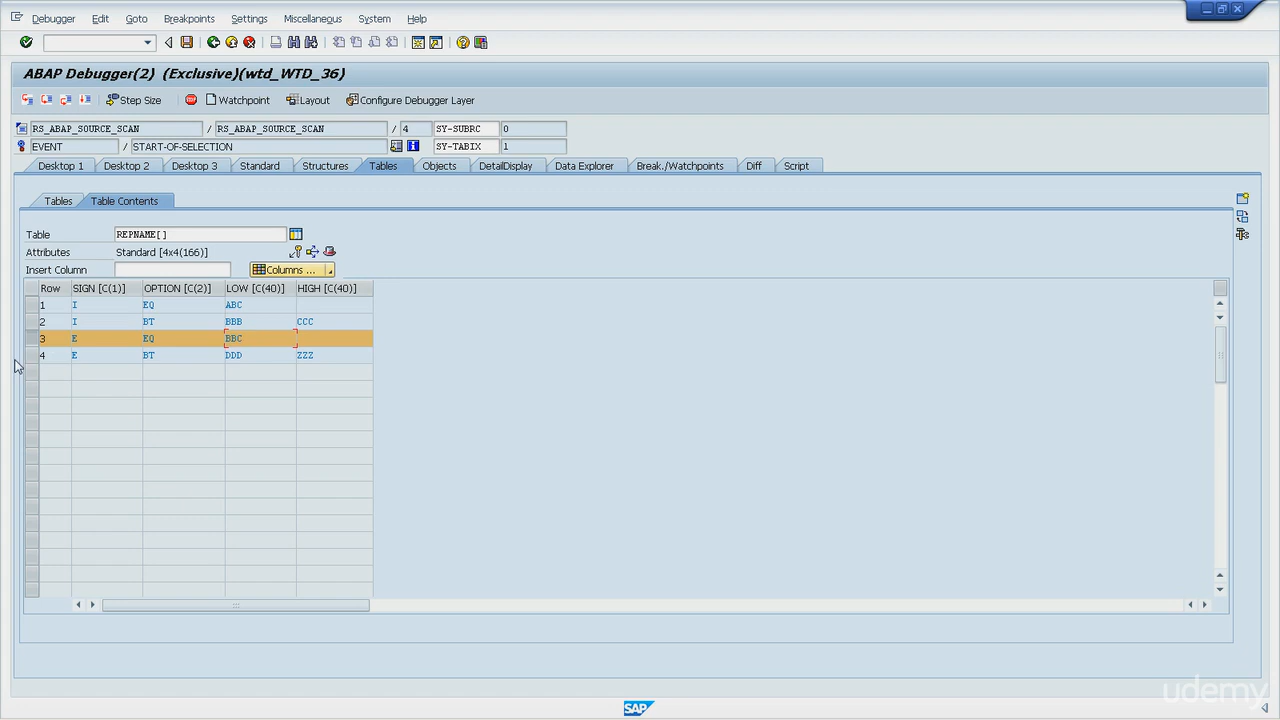 Debugger Edit Goto Breakpoints Settings Miscellaneous System Help
ABAP Debugger(2) (Exclusive)(wtd_WTD_36)
Step Size Watchpoint Layout Configure Debugger Layer
RS_ABAP_SOURCE_SCAN / RS_ABAP_SOURCE_SCAN / 4 SY-SUBRC 0
EVENT / START-OF-SELECTION SY-TABIX 1
Desktop 1 Desktop 2 Desktop 3 Standard Structures Tables Objects DetailDisplay Data Explorer Break./Watchpoints Diff Script
Tables Table Contents
Table REPNAME[]
Attributes Standard [4x4(166)]
Insert Column Columns ...
Row SIGN [C(1)] OPTION [C(2)] LOW [C(40)] HIGH [C(40)]
1 I EQ ABC
2 I BT BBB CCC
3 E EQ BBC
4 E BT DDD ZZZ
udemy
SAP